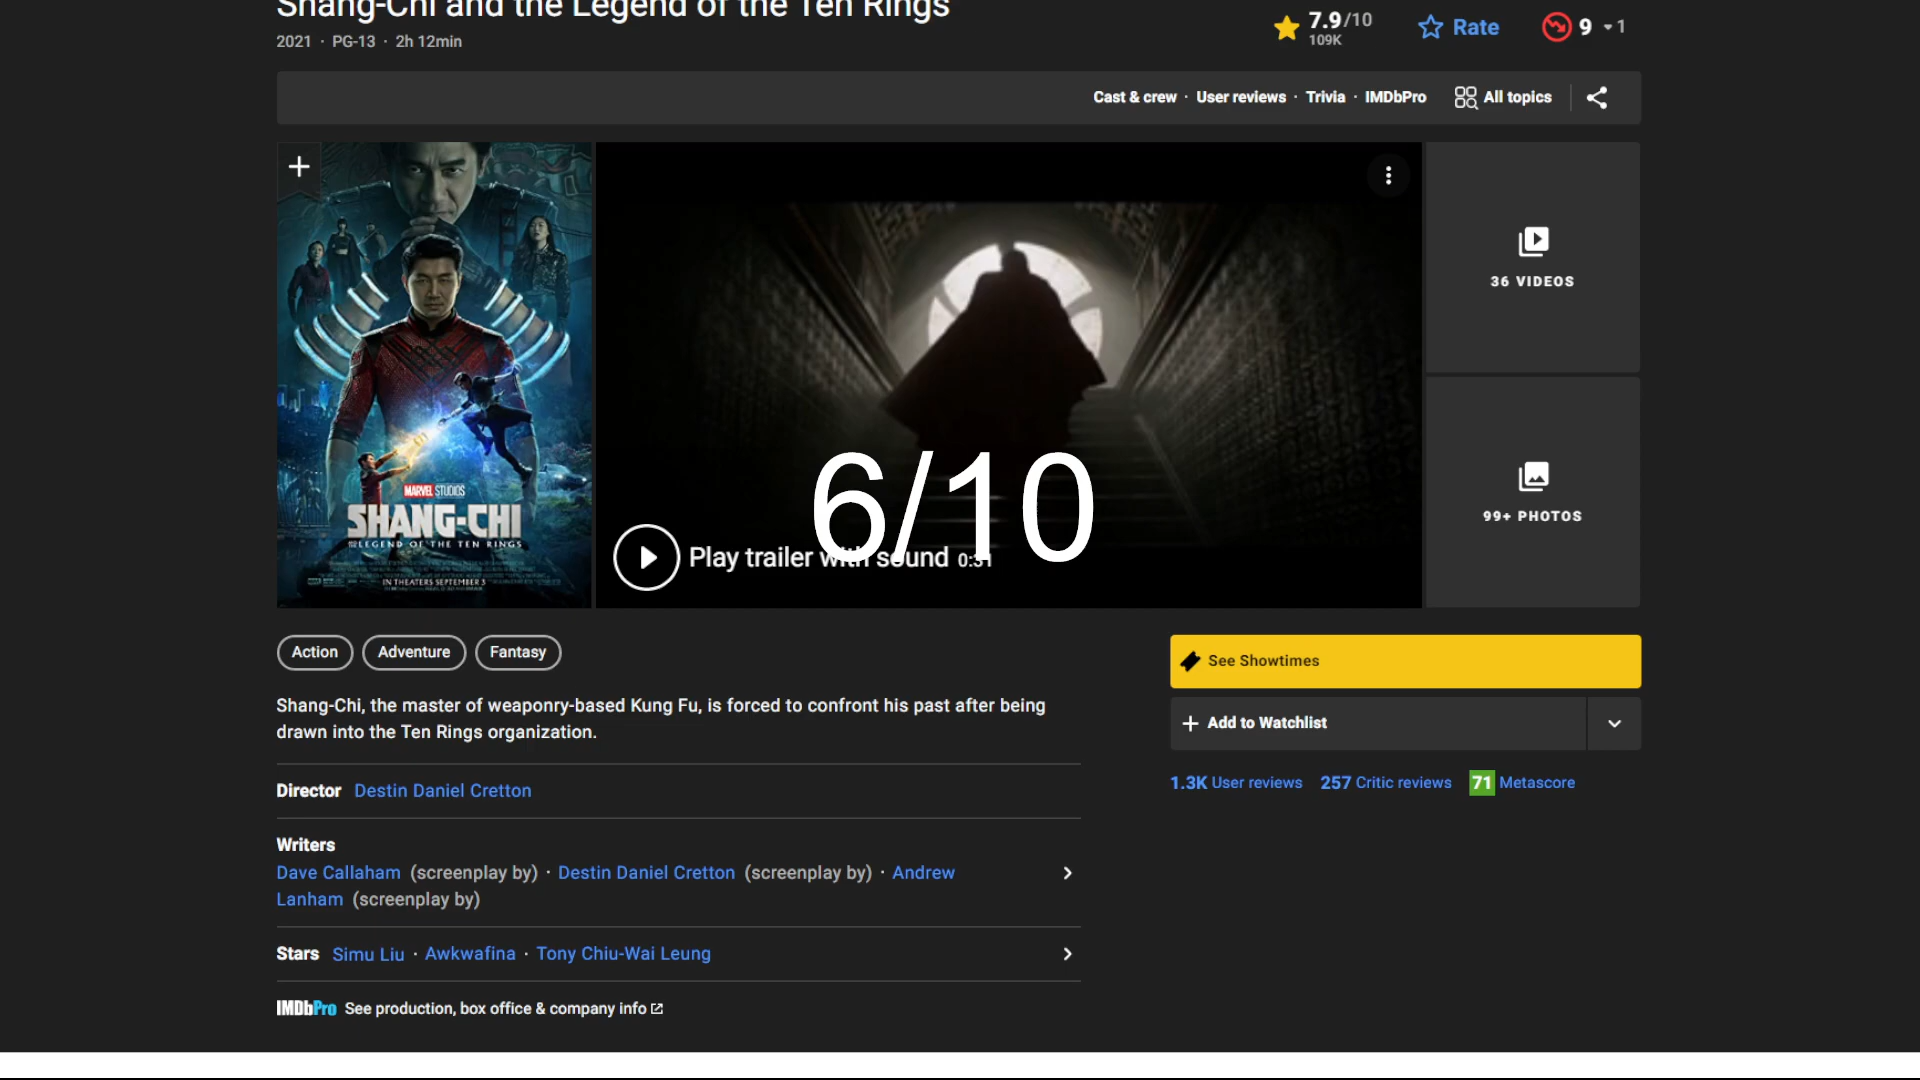 Shang-Chi and the Legend of the Ten Rings
2021 · PG-13 · 2h 12min
7.9/10
109K
Rate
9 1
Cast & crew · User reviews · Trivia · IMDbPro
All topics
36 VIDEOS
MARVEL STUDIOS
SHANG-CHI
AND THE LEGEND OF THE TEN RINGS
IN THEATERS SEPTEMBER 3
6/10
Play trailer with sound 0:31
99+ PHOTOS
Action
Adventure
Fantasy
See Showtimes
Shang-Chi, the master of weaponry-based Kung Fu, is forced to confront his past after being
drawn into the Ten Rings organization.
+ Add to Watchlist
1.3K User reviews 257 Critic reviews 71 Metascore
Director Destin Daniel Cretton
Writers
Dave Callaham (screenplay by) · Destin Daniel Cretton (screenplay by) · Andrew
Lanham (screenplay by)
Stars Simu Liu · Awkwafina · Tony Chiu-Wai Leung
IMDbPro See production, box office & company info